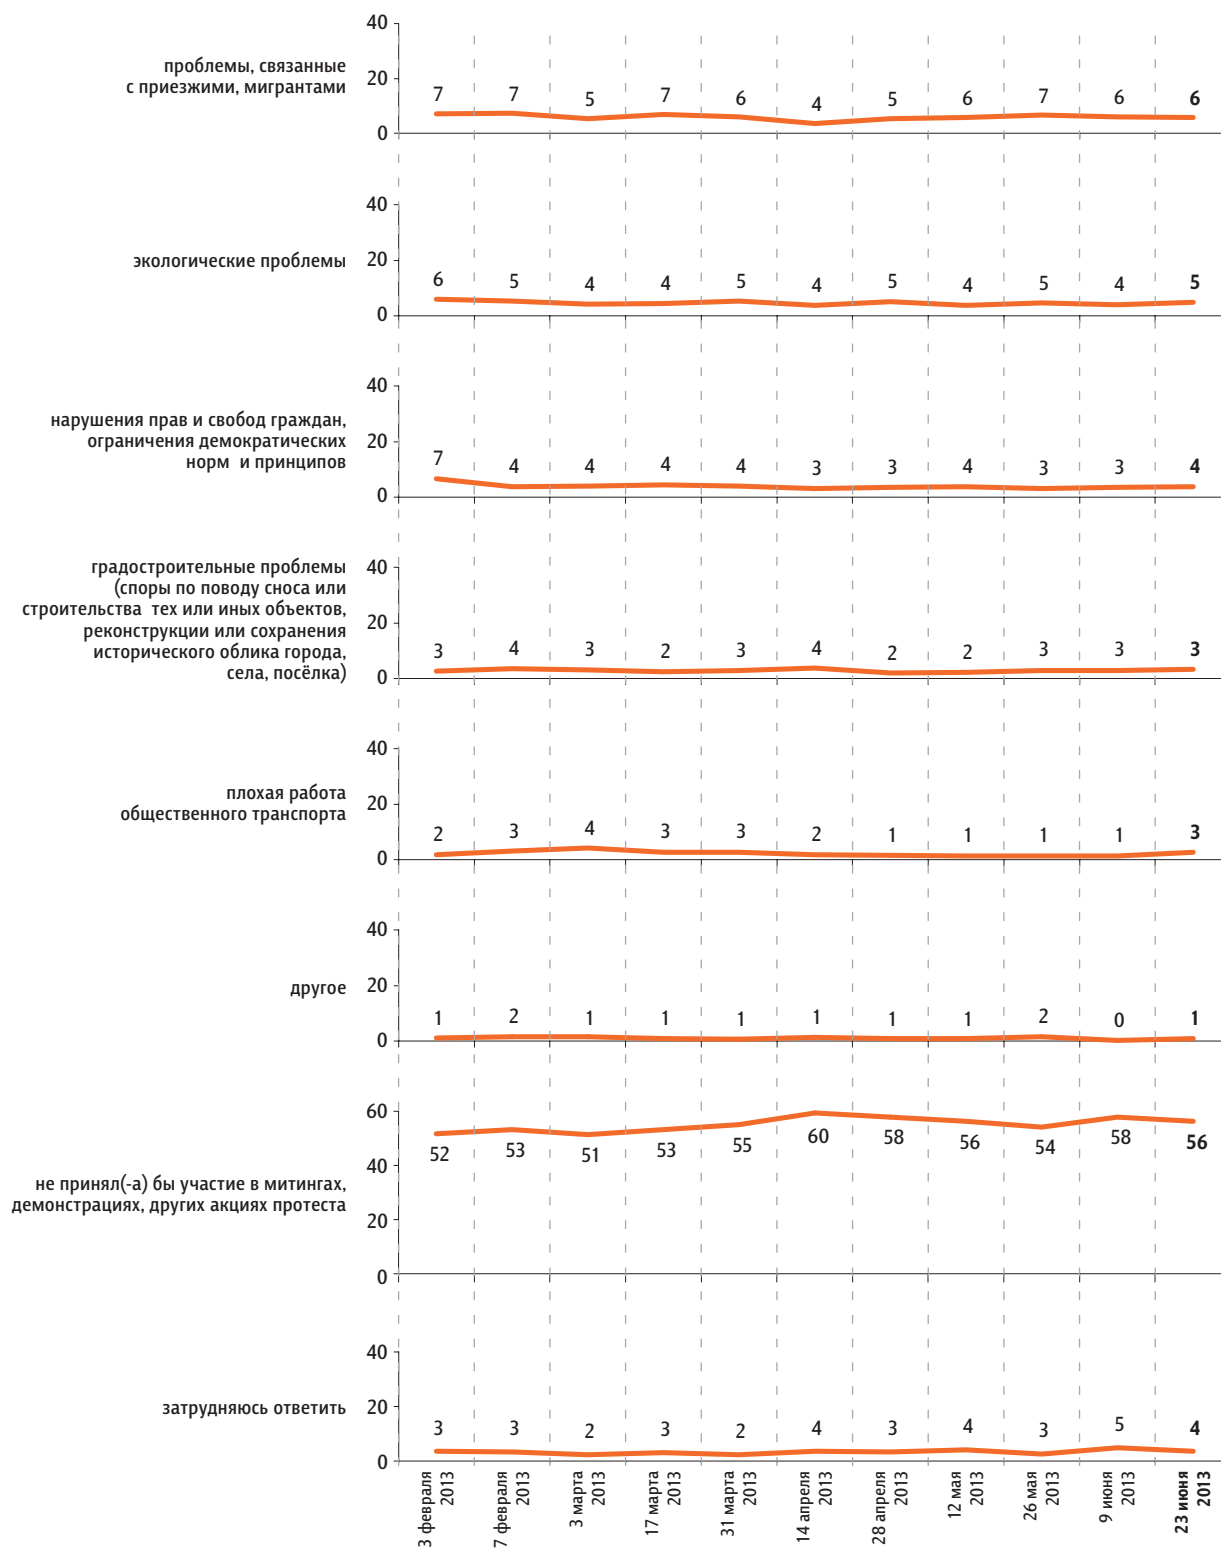 40
проблемы, связанные
с приезжими, мигрантами
20
7 7 5 7 6 4 5 6 7 6 6
0
40
экологические проблемы
20
6 5 4 4 5 4 5 4 5 4 5
0
40
нарушения прав и свобод граждан,
ограничения демократических
норм и принципов
20
7 4 4 4 4 3 3 4 3 3 4
0
градостроительные проблемы
(споры по поводу сноса или
строительства тех или иных объектов,
реконструкции или сохранения
исторического облика города,
села, посёлка)
40
20
3 4 3 2 3 4 2 2 3 3 3
0
40
плохая работа
общественного транспорта
20
2 3 4 3 3 2 1 1 1 1 3
0
40
другое
20
1 2 1 1 1 1 1 1 2 0 1
0
60
52 53 51 53 55 60 58 56 54 58 56
40
не принял(-а) бы участие в митингах,
демонстрациях, других акциях протеста
20
0
40
затрудняюсь ответить
20
3 3 2 3 2 4 3 4 3 5 4
0
3 февраля
2013
7 февраля
2013
3 марта
2013
17 марта
2013
31 марта
2013
14 апреля
2013
28 апреля
2013
12 мая
2013
26 мая
2013
9 июня
2013
23 июня
2013